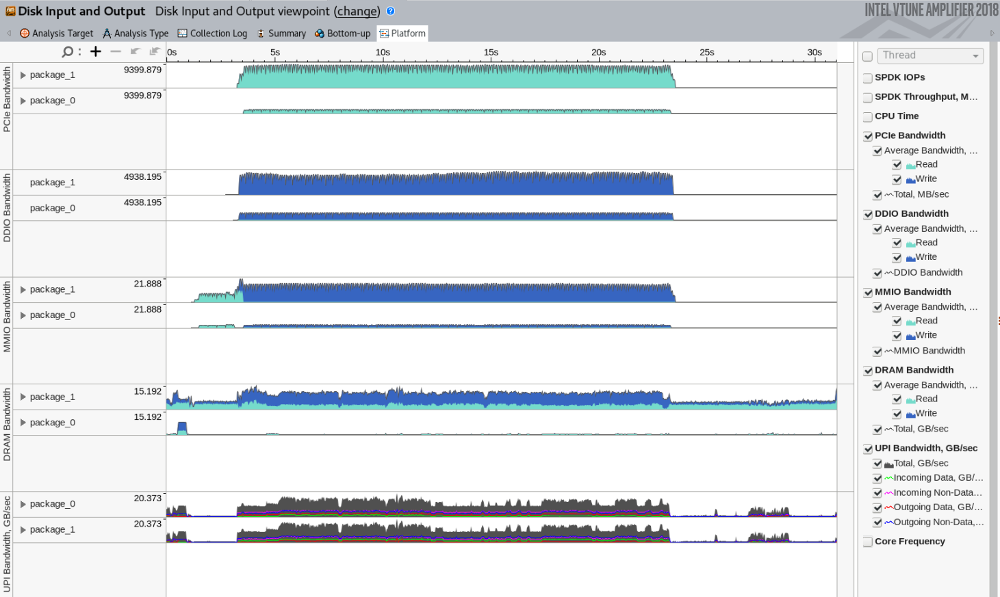 Disk Input and Output Disk Input and Output viewpoint (change) ?
INTEL VTUNE AMPLIFIER 2018
Analysis Target Analysis Type Collection Log Summary Bottom-up Platform
0s 5s 10s 15s 20s 25s 30s
PCIe Bandwidth
package_1 9399.879
package_0 9399.879
DDIO Bandwidth
package_1 4938.195
package_0 4938.195
MMIO Bandwidth
package_1 21.888
package_0 21.888
DRAM Bandwidth
package_1 15.192
package_0 15.192
UPI Bandwidth, GB/sec
package_0 20.373
package_1 20.373
Thread
SPDK IOPs
SPDK Throughput, M...
CPU Time
PCIe Bandwidth
Average Bandwidth, ...
Read
Write
Total, MB/sec
DDIO Bandwidth
Average Bandwidth, ...
Read
Write
DDIO Bandwidth
MMIO Bandwidth
Average Bandwidth, ...
Read
Write
MMIO Bandwidth
DRAM Bandwidth
Average Bandwidth, ...
Read
Write
Total, GB/sec
UPI Bandwidth, GB/sec
Total, GB/sec
Incoming Data, GB/...
Incoming Non-Data...
Outgoing Data, GB/...
Outgoing Non-Data,...
Core Frequency